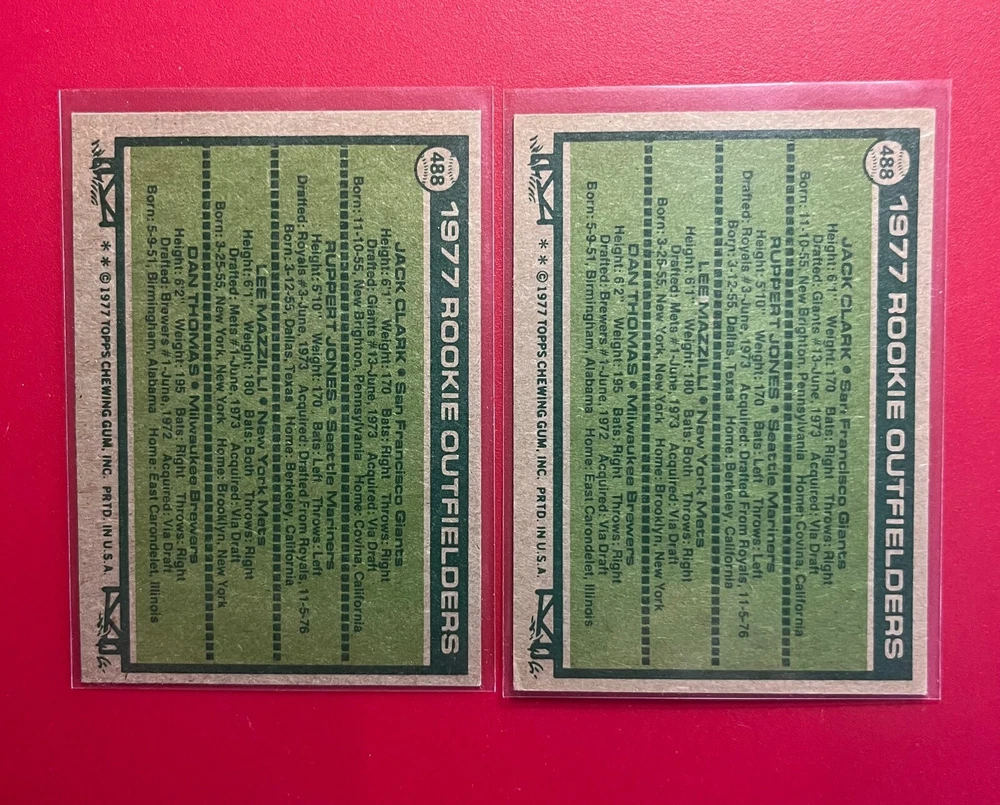 488
1977 ROOKIE OUTFIELDERS
JACK CLARK • San Francisco Giants
Height: 6'1" Weight: 170 Bats: Right Throws: Right
Drafted: Giants #13-June, 1973 Acquired: Via Draft
Born: 11-10-55, New Brighton, Pennsylvania Home: Covina, California
RUPPERT JONES • Seattle Mariners
Height: 5'10" Weight: 170 Bats: Left Throws: Left
Drafted: Royals #3-June, 1973 Acquired: Drafted From Royals, 11-5-76
Born: 3-12-55, Dallas, Texas Home: Berkeley, California
LEE MAZZILLI • New York Mets
Height: 6'1" Weight: 180 Bats: Both Throws: Right
Drafted: Mets #1-June, 1973 Acquired: Via Draft
Born: 3-25-55, New York, New York Home: Brooklyn, New York
DAN THOMAS • Milwaukee Brewers
Height: 6'2" Weight: 195 Bats: Right Throws: Right
Drafted: Brewers #1-June, 1972 Acquired: Via Draft
Born: 5-9-51, Birmingham, Alabama Home: East Carondelet, Illinois
* * © 1977 TOPPS CHEWING GUM, INC. PRTD. IN U.S.A.
488
1977 ROOKIE OUTFIELDERS
JACK CLARK • San Francisco Giants
Height: 6'1" Weight: 170 Bats: Right Throws: Right
Drafted: Giants #13-June, 1973 Acquired: Via Draft
Born: 11-10-55, New Brighton, Pennsylvania Home: Covina, California
RUPPERT JONES • Seattle Mariners
Height: 5'10" Weight: 170 Bats: Left Throws: Left
Drafted: Royals #3-June, 1973 Acquired: Drafted From Royals, 11-5-76
Born: 3-12-55, Dallas, Texas Home: Berkeley, California
LEE MAZZILLI • New York Mets
Height: 6'1" Weight: 180 Bats: Both Throws: Right
Drafted: Mets #1-June, 1973 Acquired: Via Draft
Born: 3-25-55, New York, New York Home: Brooklyn, New York
DAN THOMAS • Milwaukee Brewers
Height: 6'2" Weight: 195 Bats: Right Throws: Right
Drafted: Brewers #1-June, 1972 Acquired: Via Draft
Born: 5-9-51, Birmingham, Alabama Home: East Carondelet, Illinois
* * © 1977 TOPPS CHEWING GUM, INC. PRTD. IN U.S.A.